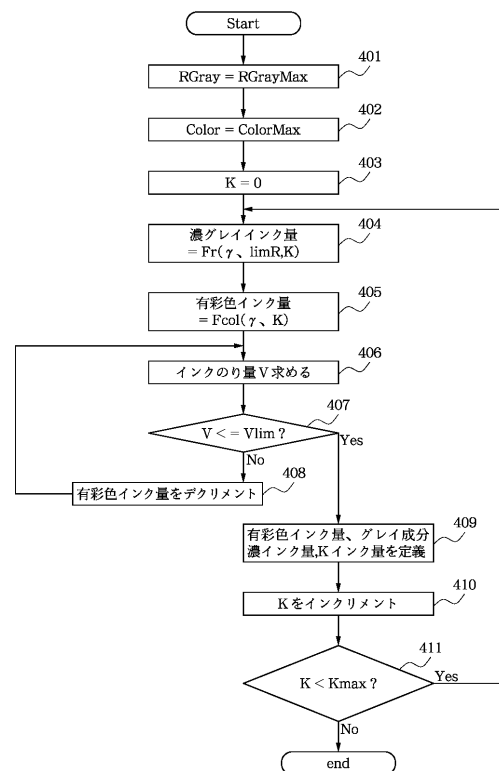 Start
RGray = RGrayMax
401
Color = ColorMax
402
K = 0
403
濃グレイインク量
= Fr(γ、limR,K)
404
有彩色インク量
= Fcol(γ、K)
405
インクのり量V求める
406
V < = Vlim ?
407
Yes
No
有彩色インク量をデクリメント
408
有彩色インク量、グレイ成分
濃インク量,Kインク量を定義
409
Kをインクリメント
410
K < Kmax ?
411
Yes
No
end